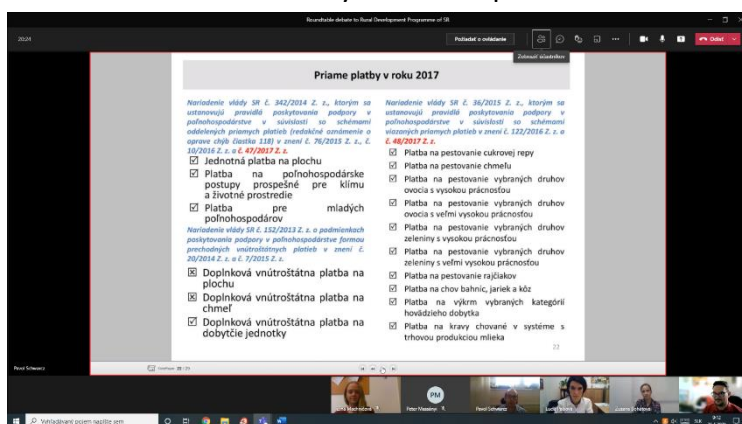 Roundtable debate to Rural Development Programme of SR
20:24
Požiadať o ovládanie
Odísť
Zobraziť účastníkov
Priame platby v roku 2017
Nariadenie vlády SR č. 342/2014 Z. z., ktorým sa
ustanovujú pravidlá poskytovania podpory v
poľnohospodárstve v súvislosti so schémami
oddelených priamych platieb (redakčné oznámenie o
oprave chýb čiastka 118) v znení č. 76/2015 Z. z., č.
10/2016 Z. z. a č. 47/2017 Z. z.
Jednotná platba na plochu
Platba na poľnohospodárske
postupy prospešné pre klímu
a životné prostredie
Platba pre mladých
poľnohospodárov
Nariadenie vlády SR č. 152/2013 Z. z. o podmienkach
poskytovania podpory v poľnohospodárstve formou
prechodných vnútroštátnych platieb v znení č.
20/2014 Z. z. a č. 7/2015 Z. z.
Doplnková vnútroštátna platba na
plochu
Doplnková vnútroštátna platba na
chmeľ
Doplnková vnútroštátna platba na
dobytčie jednotky
Nariadenie vlády SR č. 36/2015 Z. z., ktorým sa
ustanovujú pravidlá poskytovania podpory v
poľnohospodárstve v súvislosti so schémami
viazaných priamych platieb v znení č. 122/2016 Z. z. a
č. 48/2017 Z. z.
Platba na pestovanie cukrovej repy
Platba na pestovanie chmeľu
Platba na pestovanie vybraných druhov
ovocia s vysokou prácnosťou
Platba na pestovanie vybraných druhov
ovocia s veľmi vysokou prácnosťou
Platba na pestovanie vybraných druhov
zeleniny s vysokou prácnosťou
Platba na pestovanie vybraných druhov
zeleniny s veľmi vysokou prácnosťou
Platba na pestovanie rajčiakov
Platba na chov bahníc, jariek a kôz
Platba na výkrm vybraných kategórií
hovädzieho dobytka
Platba na kravy chované v systéme s
trhovou produkciou mlieka
22
Pavol Schwarcz
PM
Pavol Schwarcz
Vyhľadávaný pojem napíšte sem
SLK
9:12